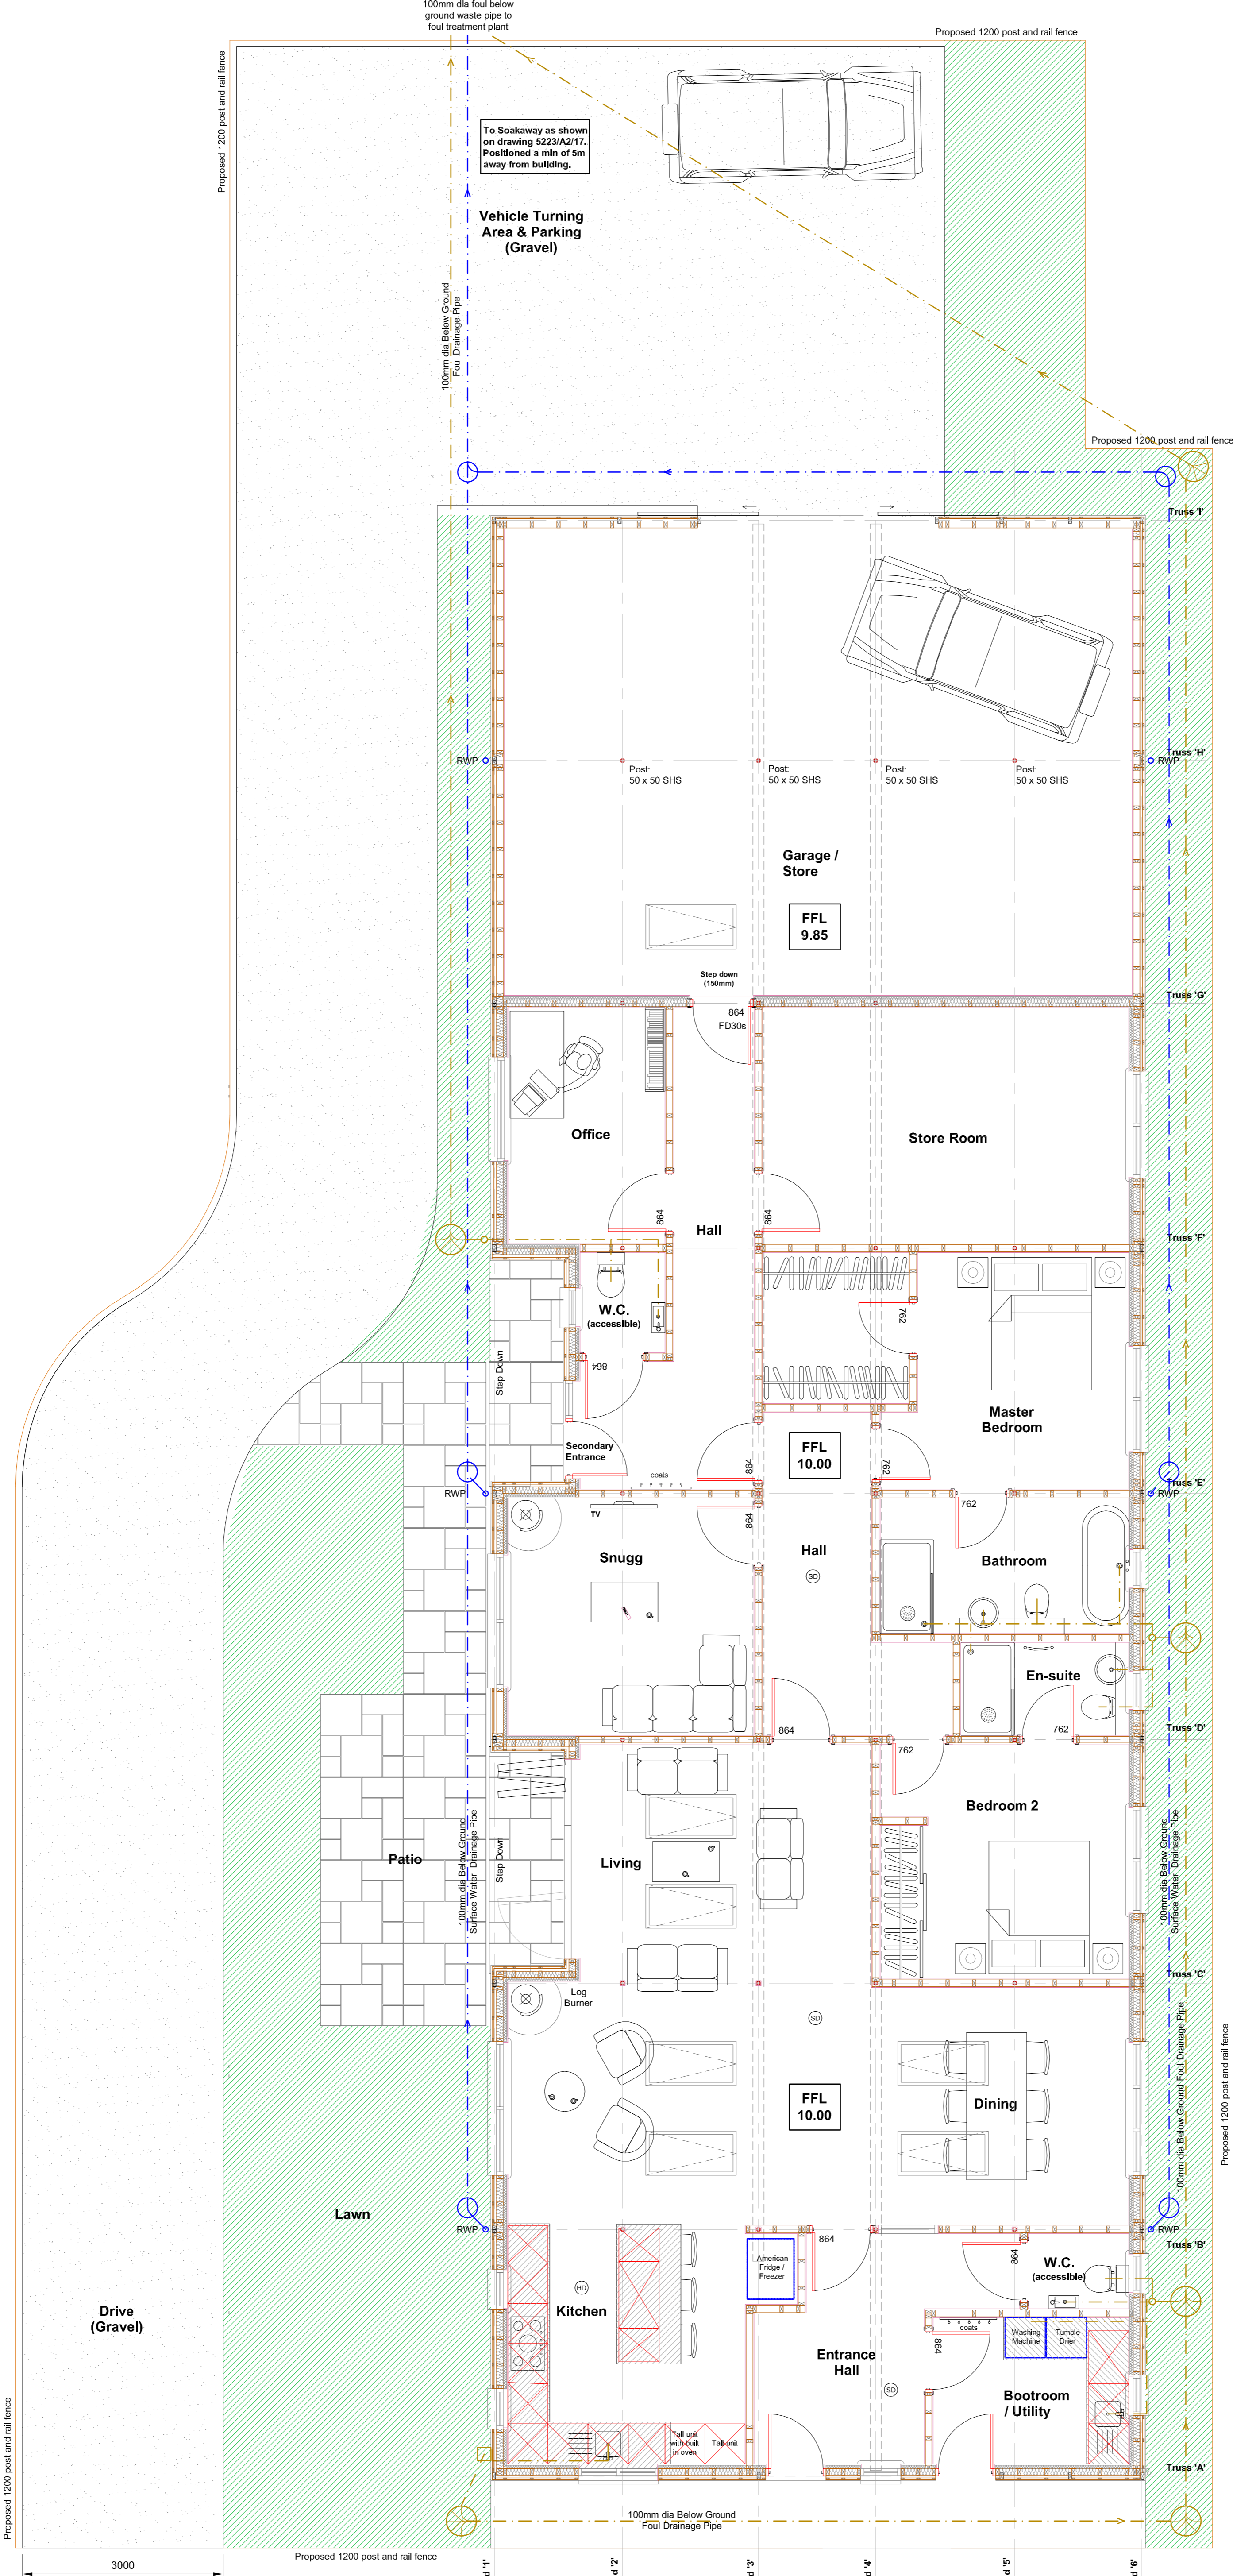 100mm dia foul below
ground waste pipe to
foul treatment plant
Proposed 1200 post and rail fence
Proposed 1200 post and rail fence
To Soakaway as shown
on drawing 5223/A2/17.
Positioned a min of 5m
away from building.
Vehicle Turning
Area & Parking
(Gravel)
100mm dia Below Ground
Foul Drainage Pipe
Proposed 1200 post and rail fence
Truss 'I'
Truss 'H'
RWP
RWP
Post:
50 x 50 SHS
Post:
50 x 50 SHS
Post:
50 x 50 SHS
Post:
50 x 50 SHS
Garage /
Store
FFL
9.85
Step down
(150mm)
Truss 'G'
864
FD30s
Office
Store Room
864
864
Hall
Truss 'F'
W.C.
(accessible)
762
864
Step Down
Master
Bedroom
Secondary
Entrance
FFL
10.00
864
762
coats
Truss 'E'
RWP
RWP
TV
864
762
Snugg
Hall
Bathroom
SD
En-suite
Truss 'D'
864
762
762
Bedroom 2
Patio
100mm dia Below Ground
Surface Water Drainage Pipe
Step Down
Living
100mm dia Below Ground
Surface Water Drainage Pipe
Truss 'C'
Log
Burner
SD
FFL
10.00
Dining
100mm dia Below Ground Foul Drainage Pipe
Proposed 1200 post and rail fence
Lawn
RWP
RWP
864
Truss 'B'
American
Fridge /
Freezer
864
W.C.
(accessible)
HD
Kitchen
Drive
(Gravel)
coats
Washing
Machine
Tumble
Drier
Entrance
Hall
864
SD
Bootroom
/ Utility
Tall unit
with built
in oven
Tall unit
Truss 'A'
Proposed 1200 post and rail fence
100mm dia Below Ground
Foul Drainage Pipe
Proposed 1200 post and rail fence
3000
d '1'
'2'
d '3'
d '4'
d '5'
d '6'